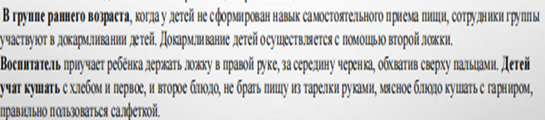 В группе раннего возраста, когда у детей не сформирован навык самостоятельного приема пищи, сотрудники группы
участвуют в докармливании детей. Докармливание детей осуществляется с помощью второй ложки.
Воспитатель приучает ребёнка держать ложку в правой руке, за середину черенка, обхватив сверху пальцами. Детей
учат кушать с хлебом и первое, и второе блюдо, не брать пищу из тарелки руками, мясное блюдо кушать с гарниром,
правильно пользоваться салфеткой.